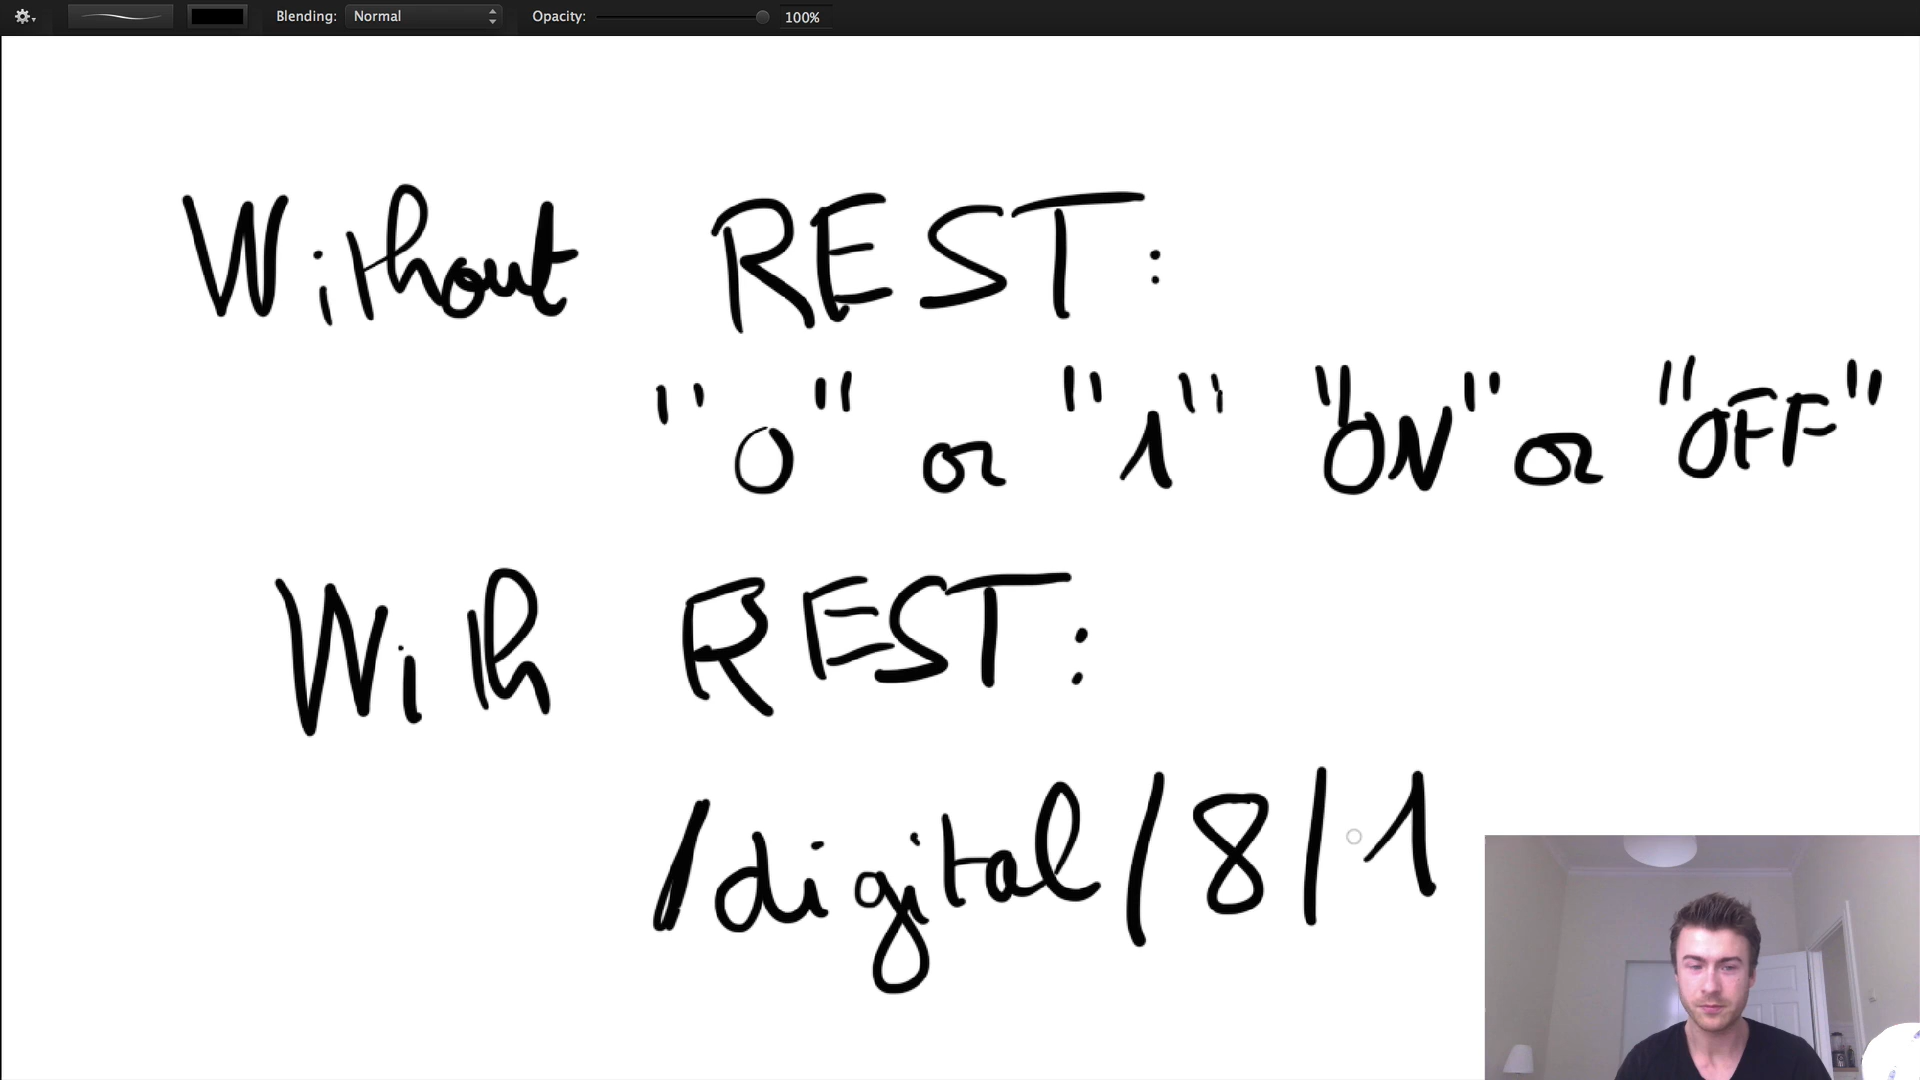 Blending: Normal Opacity: 100%
Without REST:
"0" or "1" "ON" or "OFF"
With REST:
/digital/8/1